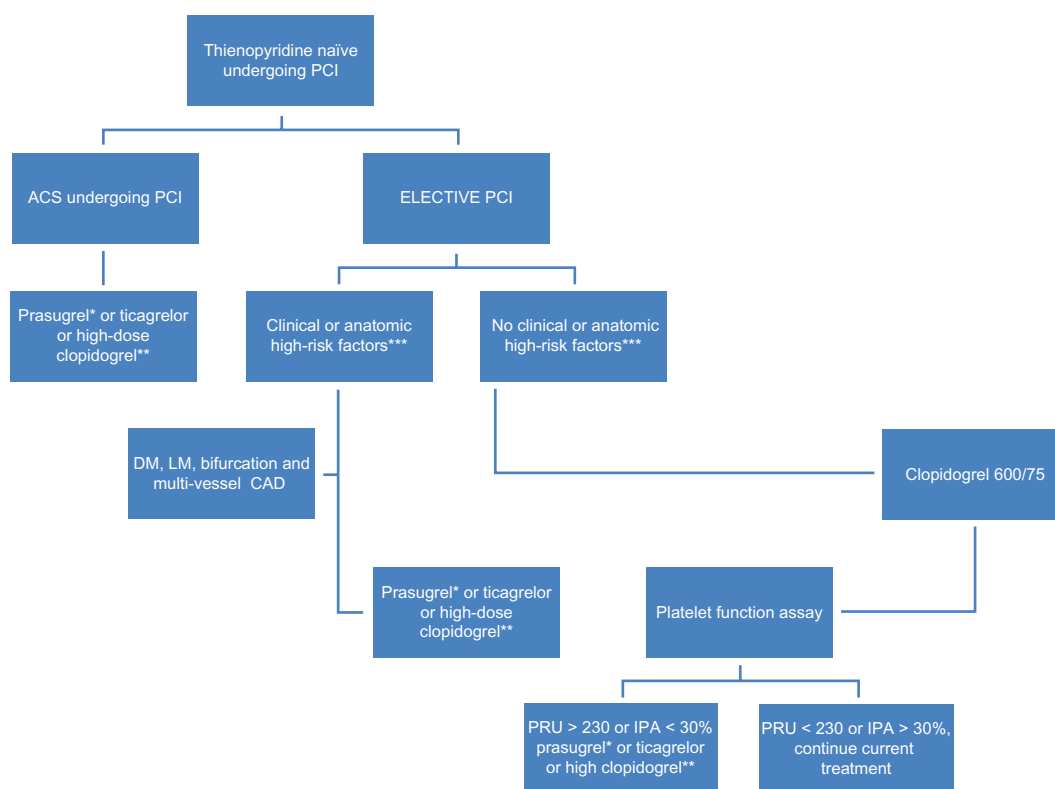 Thienopyridine naïve
undergoing PCI
ACS undergoing PCI
ELECTIVE PCI
Prasugrel* or ticagrelor
or high-dose
clopidogrel**
Clinical or anatomic
high-risk factors***
No clinical or anatomic
high-risk factors***
DM, LM, bifurcation and
multi-vessel CAD
Clopidogrel 600/75
Prasugrel* or ticagrelor
or high-dose
clopidogrel**
Platelet function assay
PRU > 230 or IPA < 30%
prasugrel* or ticagrelor
or high clopidogrel**
PRU < 230 or IPA > 30%,
continue current
treatment